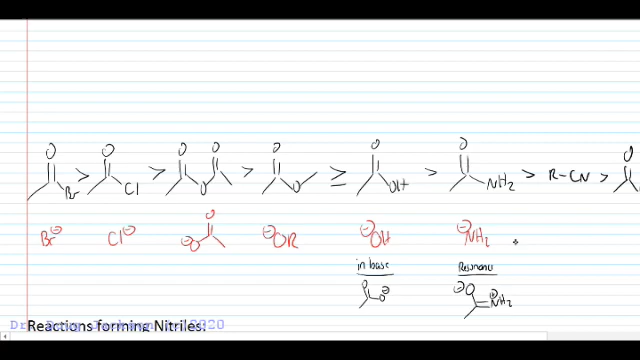 O O O O O O O O
Br > Cl > O > O ≥ OH > NH2 > R-CN >
Br⊖ Cl⊖ ⊖O O ⊖OR ⊖OH ⊖NH2
in base Resonance
O O⊖ ⊖O ⊕NH2
Reactions forming Nitriles: